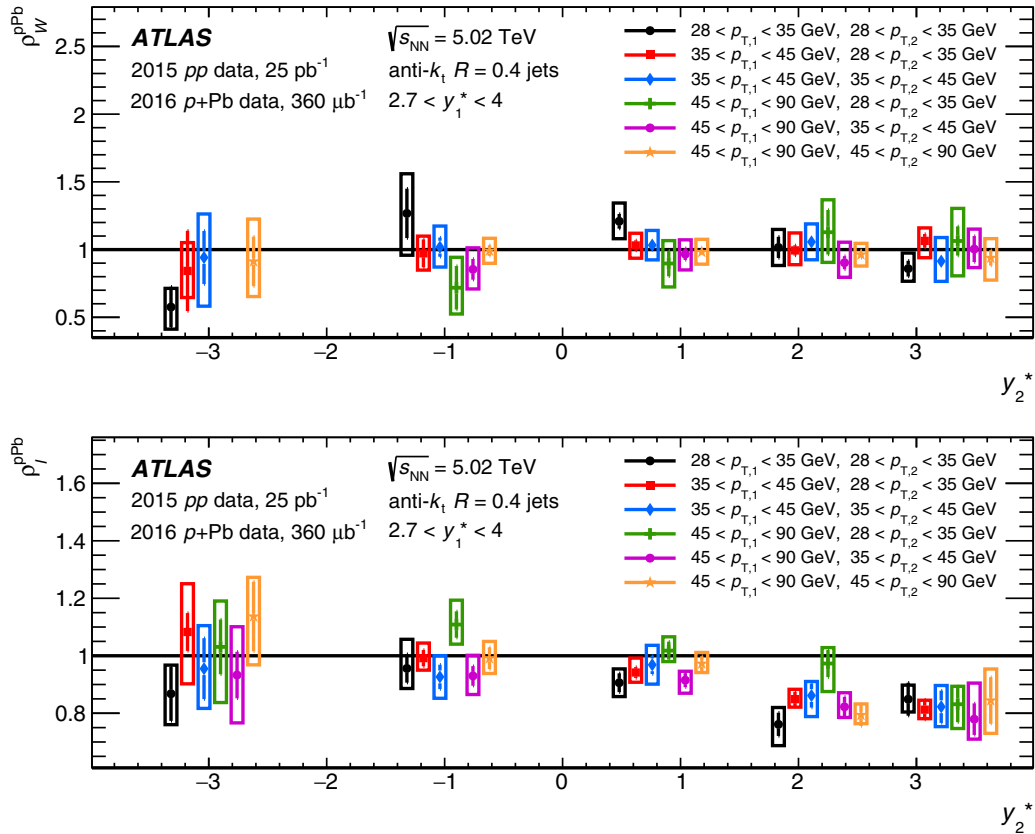 ρ_W^pPb
ATLAS
2015 pp data, 25 pb⁻¹
2016 p+Pb data, 360 μb⁻¹
√s_NN = 5.02 TeV
anti-k_t R = 0.4 jets
2.7 < y₁* < 4
28 < p_T,1 < 35 GeV, 28 < p_T,2 < 35 GeV
35 < p_T,1 < 45 GeV, 28 < p_T,2 < 35 GeV
35 < p_T,1 < 45 GeV, 35 < p_T,2 < 45 GeV
45 < p_T,1 < 90 GeV, 28 < p_T,2 < 35 GeV
45 < p_T,1 < 90 GeV, 35 < p_T,2 < 45 GeV
45 < p_T,1 < 90 GeV, 45 < p_T,2 < 90 GeV
2.5
2
1.5
1
0.5
−3 −2 −1 0 1 2 3
y₂*
ρ_I^pPb
ATLAS
2015 pp data, 25 pb⁻¹
2016 p+Pb data, 360 μb⁻¹
√s_NN = 5.02 TeV
anti-k_t R = 0.4 jets
2.7 < y₁* < 4
28 < p_T,1 < 35 GeV, 28 < p_T,2 < 35 GeV
35 < p_T,1 < 45 GeV, 28 < p_T,2 < 35 GeV
35 < p_T,1 < 45 GeV, 35 < p_T,2 < 45 GeV
45 < p_T,1 < 90 GeV, 28 < p_T,2 < 35 GeV
45 < p_T,1 < 90 GeV, 35 < p_T,2 < 45 GeV
45 < p_T,1 < 90 GeV, 45 < p_T,2 < 90 GeV
1.6
1.4
1.2
1
0.8
−3 −2 −1 0 1 2 3
y₂*